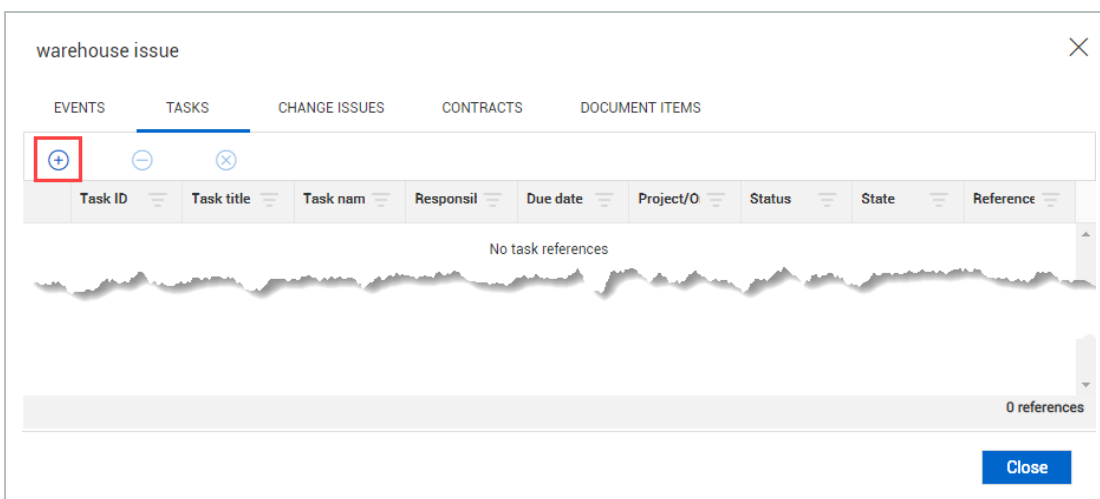 warehouse issue
EVENTS TASKS CHANGE ISSUES CONTRACTS DOCUMENT ITEMS
Task ID Task title Task nam Responsil Due date Project/O Status State Reference
No task references
0 references
Close